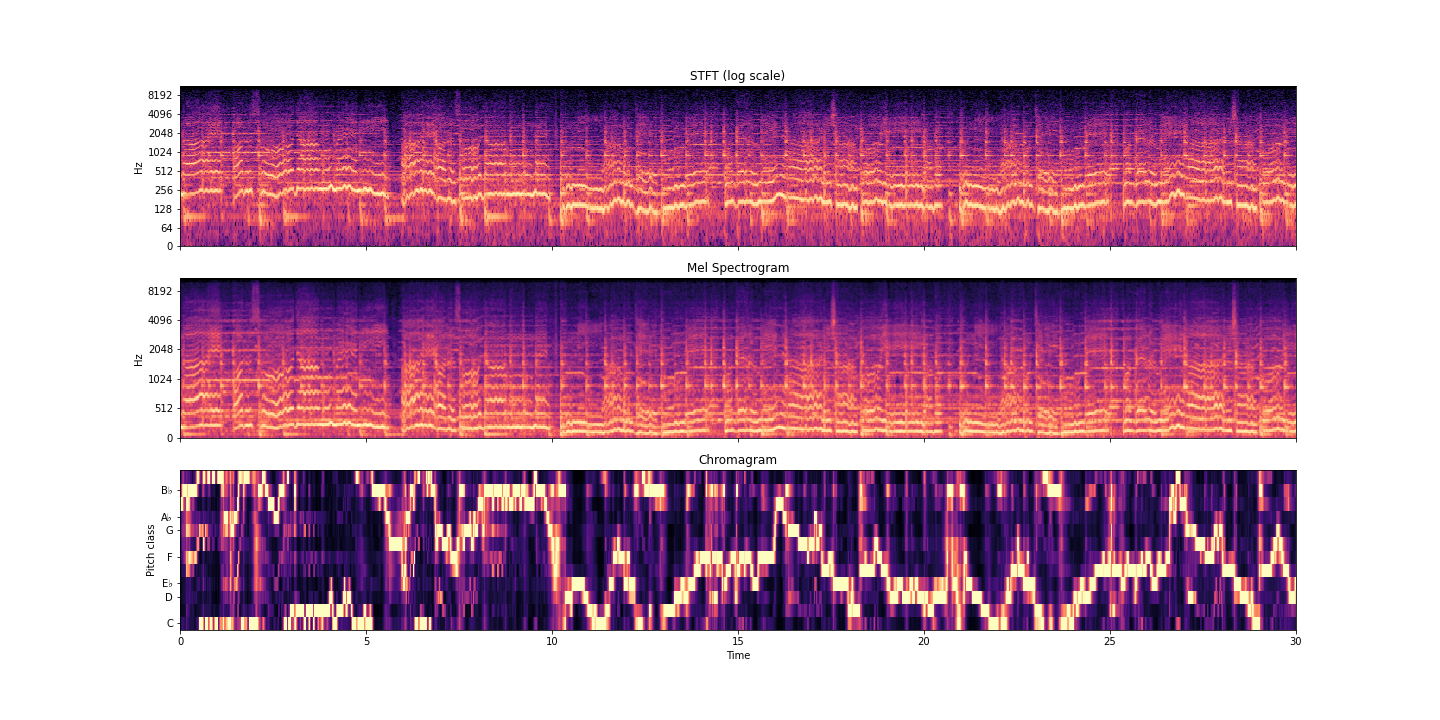 STFT (log scale)
8192
4096
2048
1024
512
256
128
64
0
Hz
Mel Spectrogram
8192
4096
2048
1024
512
0
Hz
Chromagram
B♭
A♭
G
F
E♭
D
C
Pitch class
0 5 10 15 20 25 30
Time